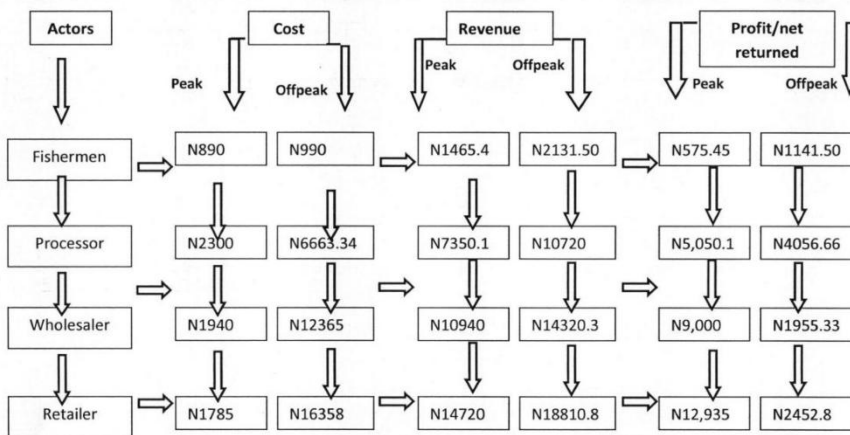 Actors
Cost
Revenue
Profit/net
returned
Peak
Offpeak
Peak
Offpeak
Peak
Offpeak
Fishermen
N890
N990
N1465.4
N2131.50
N575.45
N1141.50
Processor
N2300
N6663.34
N7350.1
N10720
N5,050.1
N4056.66
Wholesaler
N1940
N12365
N10940
N14320.3
N9,000
N1955.33
Retailer
N1785
N16358
N14720
N18810.8
N12,935
N2452.8